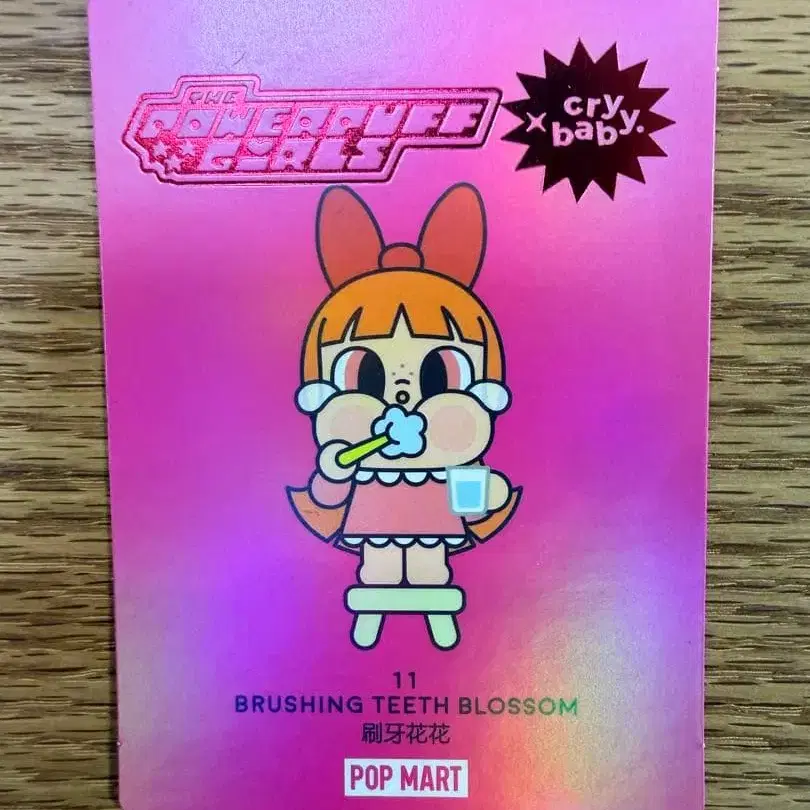 THE
POWERPUFF
GIRLS
x cry
baby.
11
BRUSHING TEETH BLOSSOM
刷牙花花
POP MART